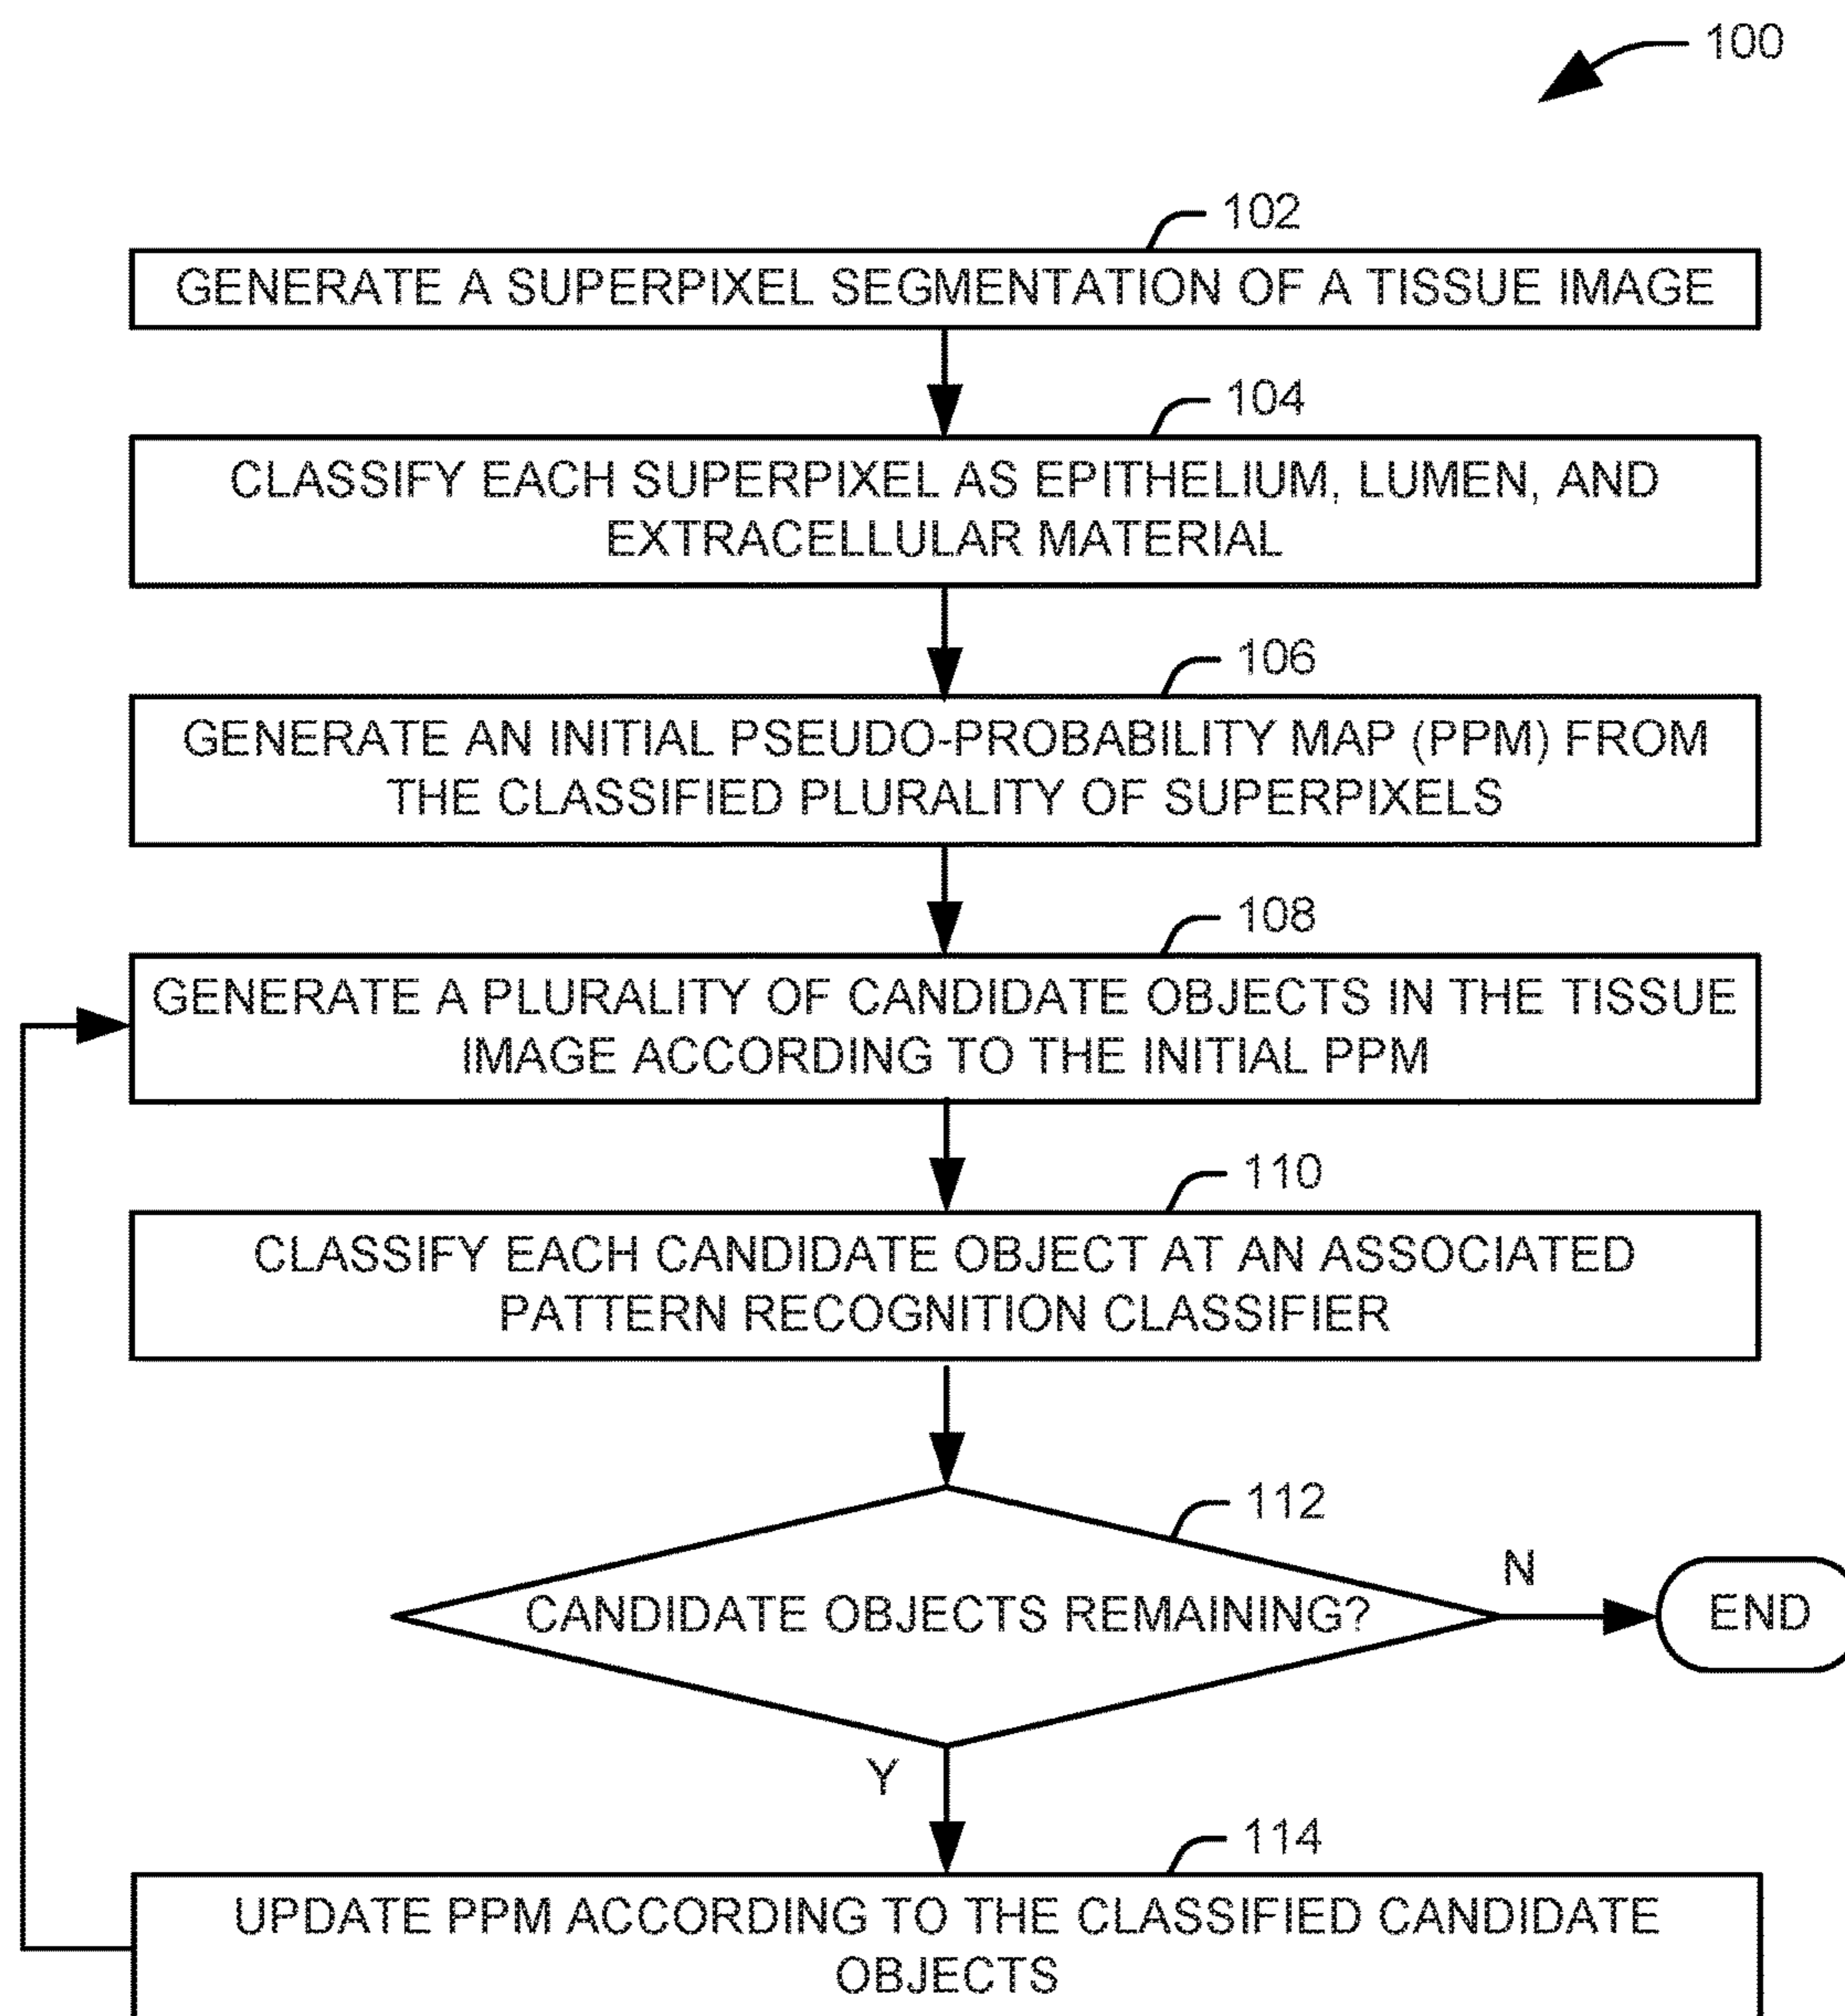 100
102
GENERATE A SUPERPIXEL SEGMENTATION OF A TISSUE IMAGE
104
CLASSIFY EACH SUPERPIXEL AS EPITHELIUM, LUMEN, AND
EXTRACELLULAR MATERIAL
106
GENERATE AN INITIAL PSEUDO-PROBABILITY MAP (PPM) FROM
THE CLASSIFIED PLURALITY OF SUPERPIXELS
108
GENERATE A PLURALITY OF CANDIDATE OBJECTS IN THE TISSUE
IMAGE ACCORDING TO THE INITIAL PPM
110
CLASSIFY EACH CANDIDATE OBJECT AT AN ASSOCIATED
PATTERN RECOGNITION CLASSIFIER
112
CANDIDATE OBJECTS REMAINING?
N
END
Y
114
UPDATE PPM ACCORDING TO THE CLASSIFIED CANDIDATE
OBJECTS